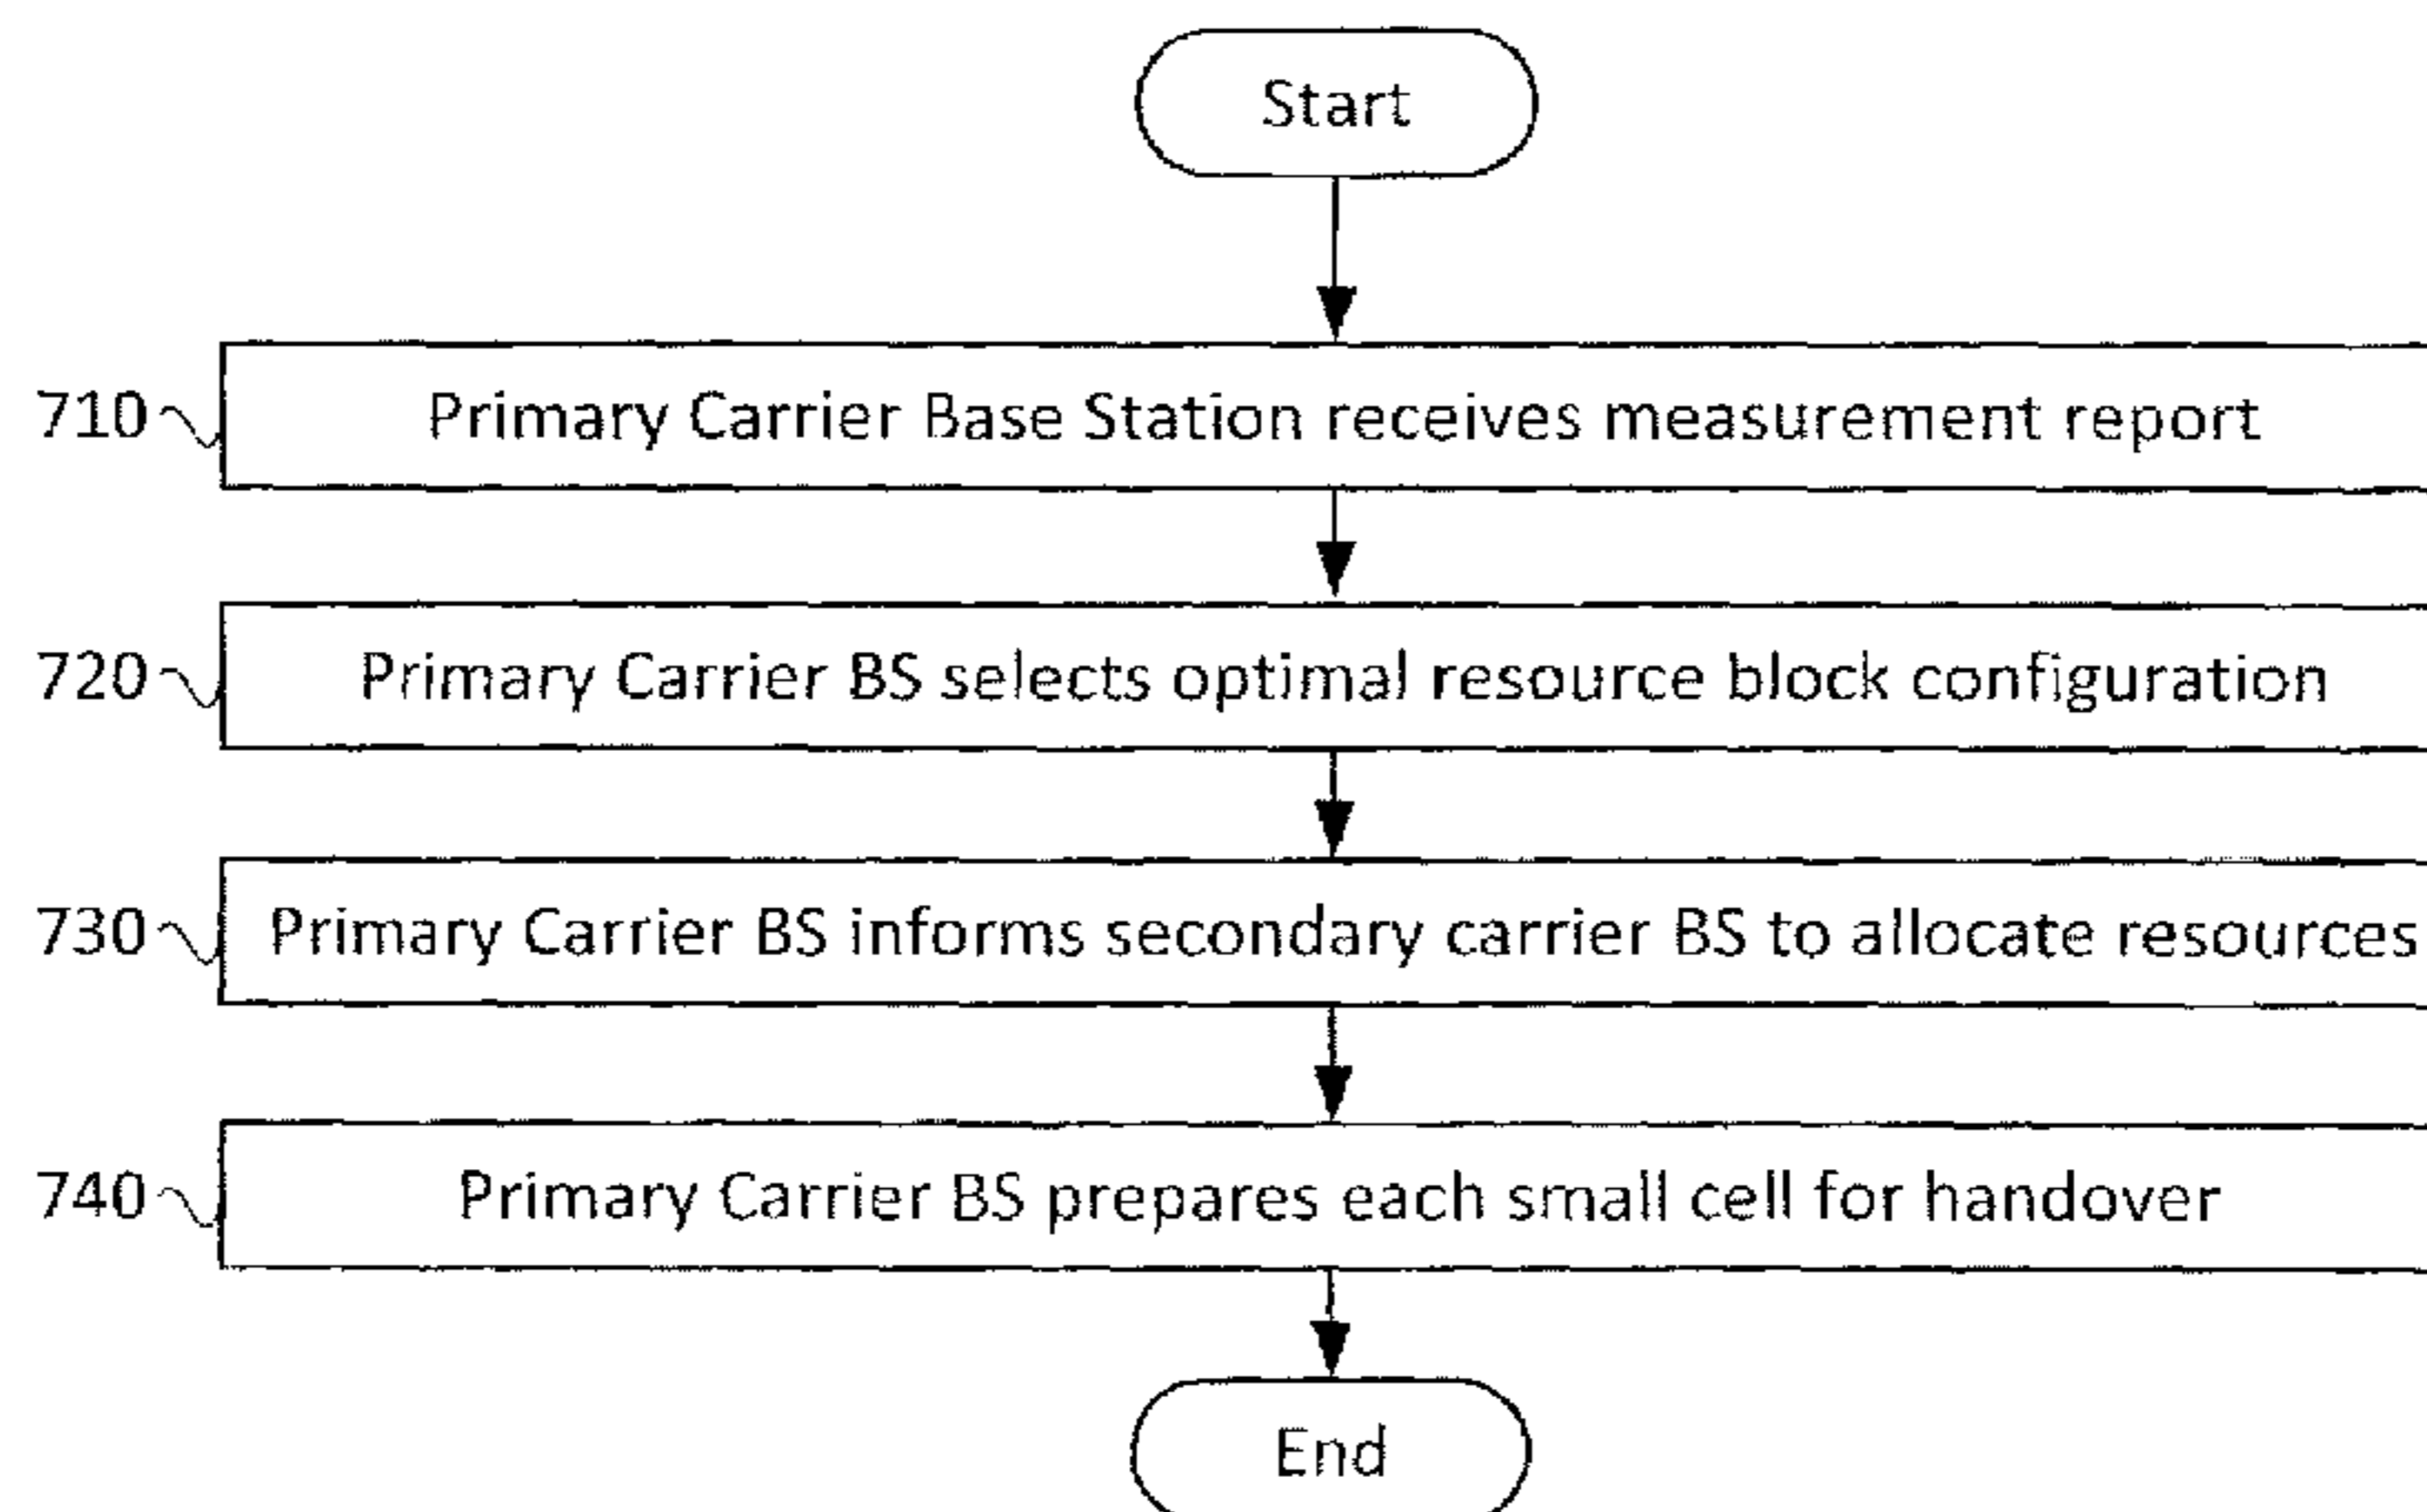 Start
710 Primary Carrier Base Station receives measurement report
720 Primary Carrier BS selects optimal resource block configuration
730 Primary Carrier BS informs secondary carrier BS to allocate resources
740 Primary Carrier BS prepares each small cell for handover
End